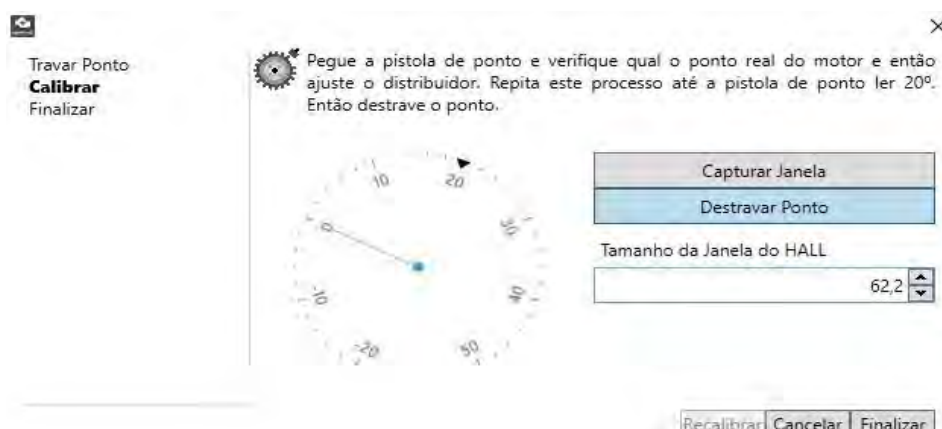 Travar Ponto
Calibrar
Finalizar
Pegue a pistola de ponto e verifique qual o ponto real do motor e então
ajuste o distribuidor. Repita este processo até a pistola de ponto ler 20º.
Então destrave o ponto.
-20
-10
0
10
20
30
40
50
Capturar Janela
Destravar Ponto
Tamanho da Janela do HALL
62,2
Recalibrar Cancelar Finalizar